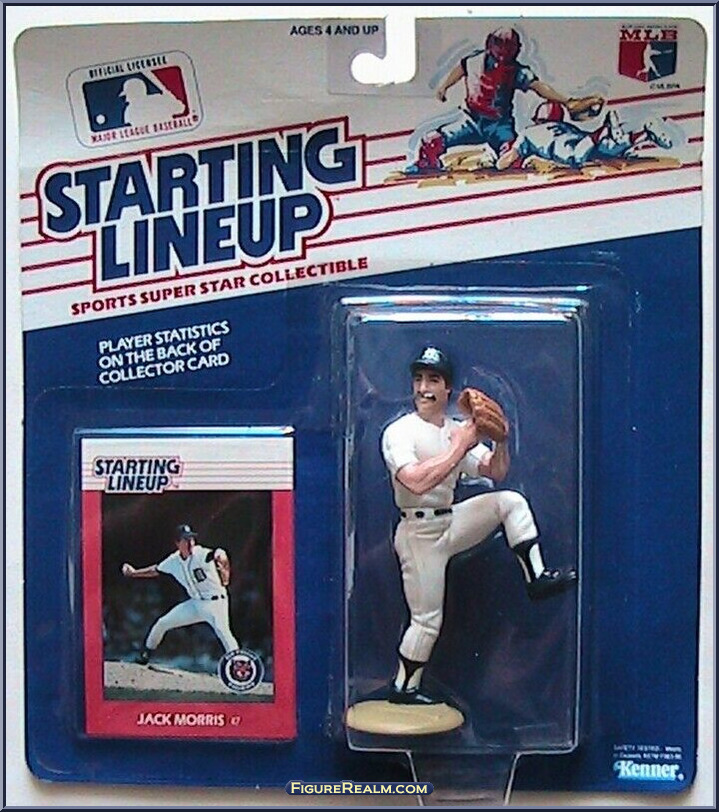 AGES 4 AND UP
OFFICIAL LICENSEE
MAJOR LEAGUE BASEBALL®
MLB
STARTING
LINEUP
SPORTS SUPER STAR COLLECTIBLE
PLAYER STATISTICS
ON THE BACK OF
COLLECTOR CARD
STARTING
LINEUP
JACK MORRIS 47
Kenner
FIGUREREALM.COM